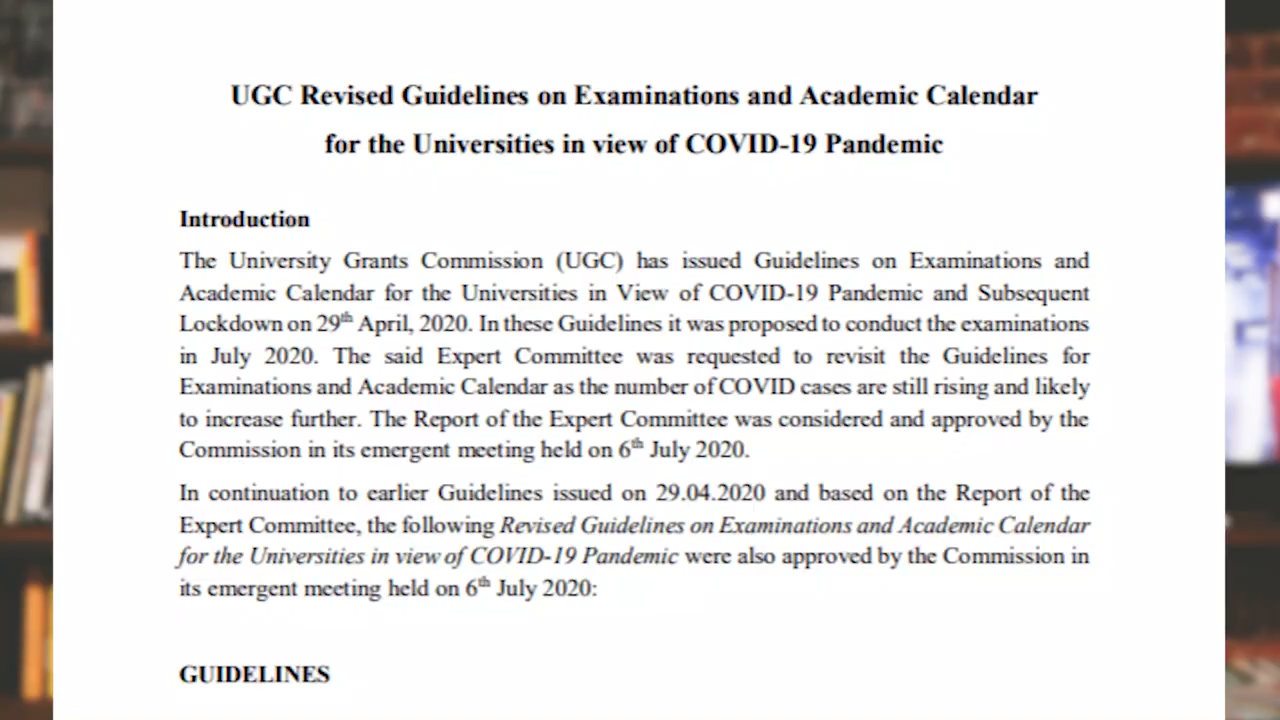 UGC Revised Guidelines on Examinations and Academic Calendar
for the Universities in view of COVID-19 Pandemic
Introduction
The University Grants Commission (UGC) has issued Guidelines on Examinations and
Academic Calendar for the Universities in View of COVID-19 Pandemic and Subsequent
Lockdown on 29th April, 2020. In these Guidelines it was proposed to conduct the examinations
in July 2020. The said Expert Committee was requested to revisit the Guidelines for
Examinations and Academic Calendar as the number of COVID cases are still rising and likely
to increase further. The Report of the Expert Committee was considered and approved by the
Commission in its emergent meeting held on 6th July 2020.
In continuation to earlier Guidelines issued on 29.04.2020 and based on the Report of the
Expert Committee, the following Revised Guidelines on Examinations and Academic Calendar
for the Universities in view of COVID-19 Pandemic were also approved by the Commission in
its emergent meeting held on 6th July 2020:
GUIDELINES